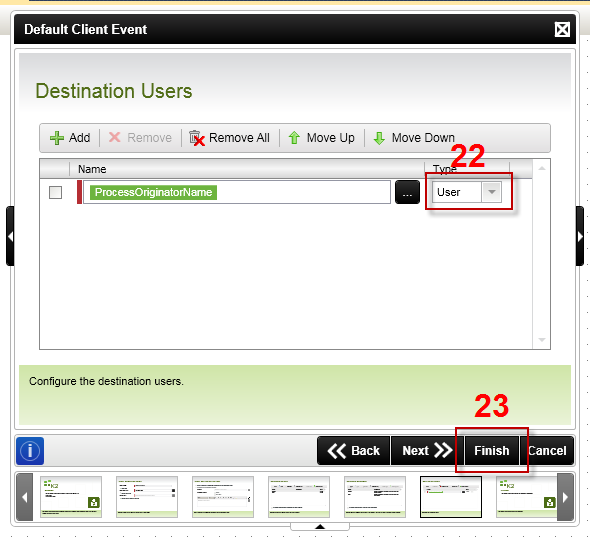 Default Client Event
Destination Users
Add Remove Remove All Move Up Move Down
22
Name Type
ProcessOriginatorName ... User
Configure the destination users.
23
Back Next Finish Cancel